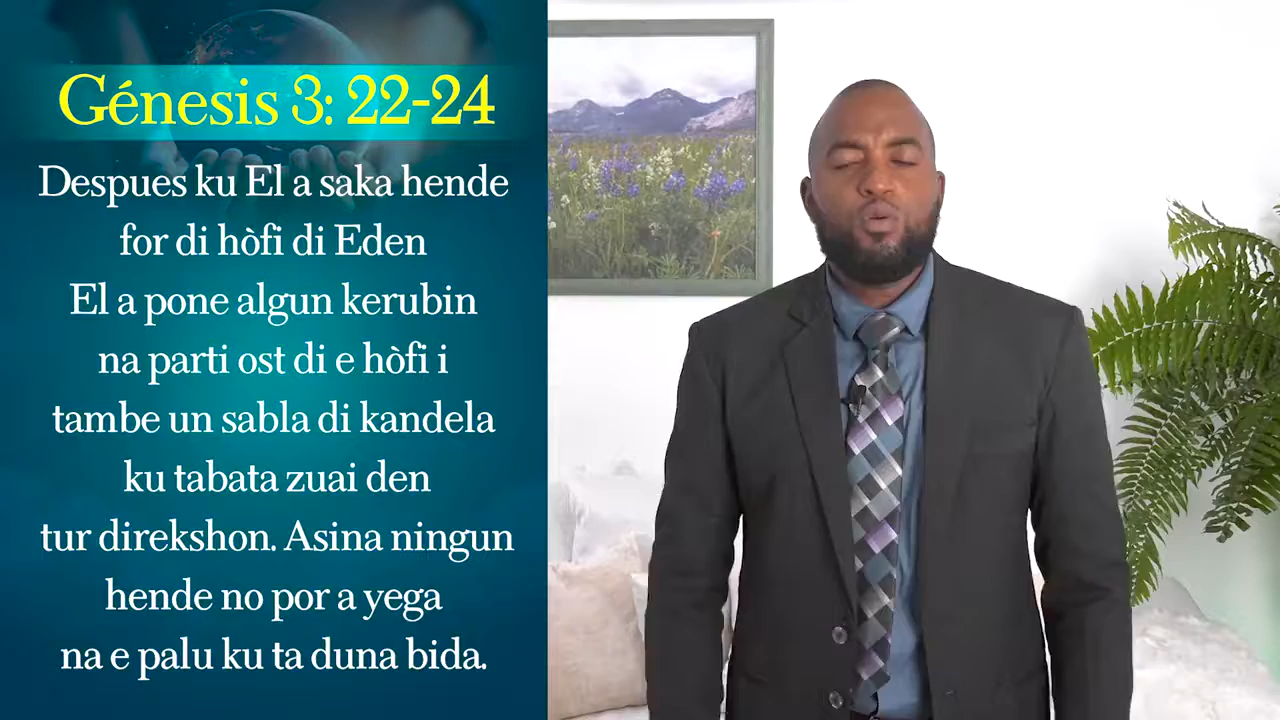 Génesis 3: 22-24
Despues ku El a saka hende
for di hòfi di Eden
El a pone algun kerubin
na parti ost di e hòfi i
tambe un sabla di kandela
ku tabata zuai den
tur direkshon. Asina ningun
hende no por a yega
na e palu ku ta duna bida.